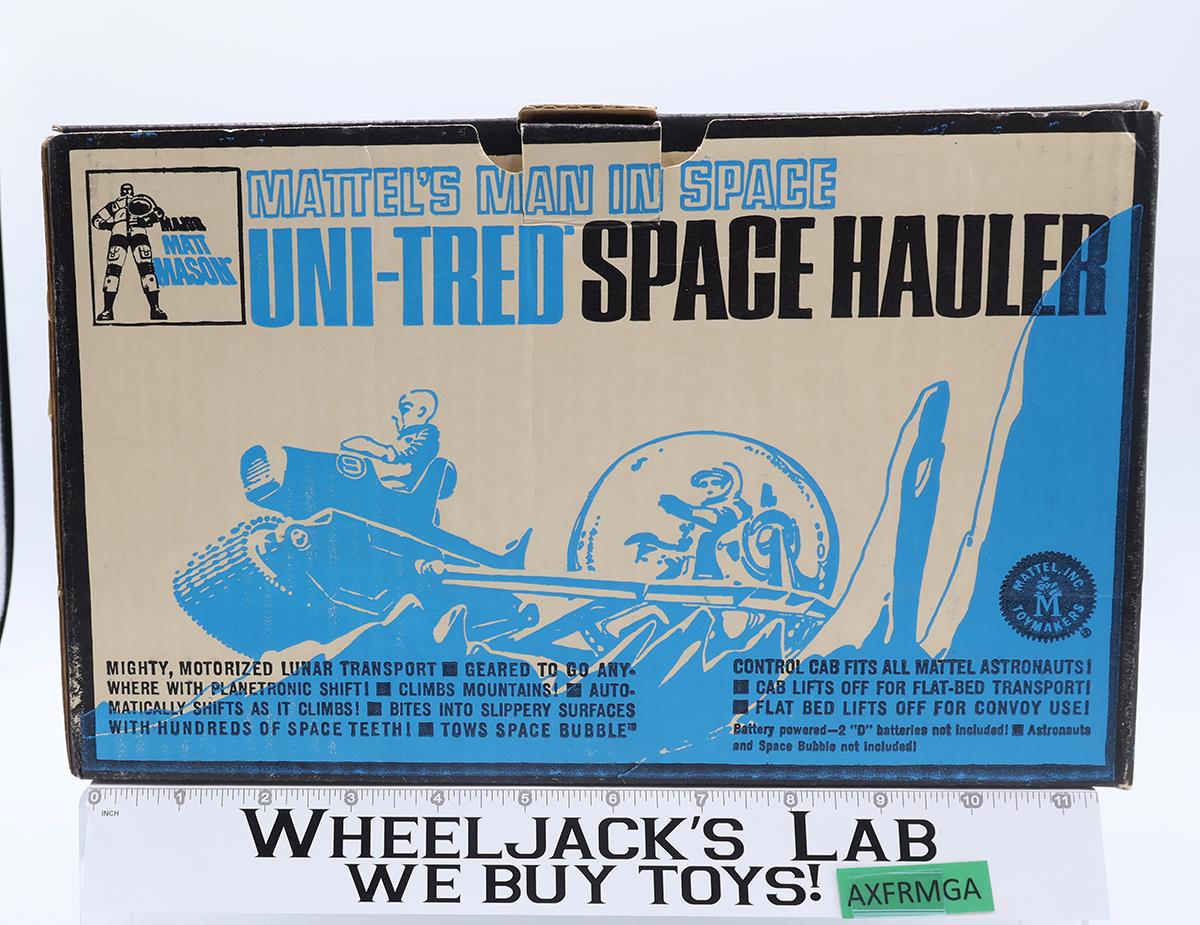 MATTEL'S MAN IN SPACE
MAJOR
MATT
MASON™
UNI-TRED™ SPACE HAULER
MATTEL, INC.
M
TOYMAKERS
®
MIGHTY, MOTORIZED LUNAR TRANSPORT ■ GEARED TO GO ANY-
WHERE WITH PLANETRONIC SHIFT! ■ CLIMBS MOUNTAINS! ■ AUTO-
MATICALLY SHIFTS AS IT CLIMBS! ■ BITES INTO SLIPPERY SURFACES
WITH HUNDREDS OF SPACE TEETH! ■ TOWS SPACE BUBBLE™
CONTROL CAB FITS ALL MATTEL ASTRONAUTS!
■ CAB LIFTS OFF FOR FLAT-BED TRANSPORT!
■ FLAT BED LIFTS OFF FOR CONVOY USE!
Battery powered—2 "D" batteries not included! ■ Astronauts
and Space Bubble not included!
0 1 2 3 4 5 6 7 8 9 10 11
INCH
WHEELJACK'S LAB
WE BUY TOYS!
AXFRMGA